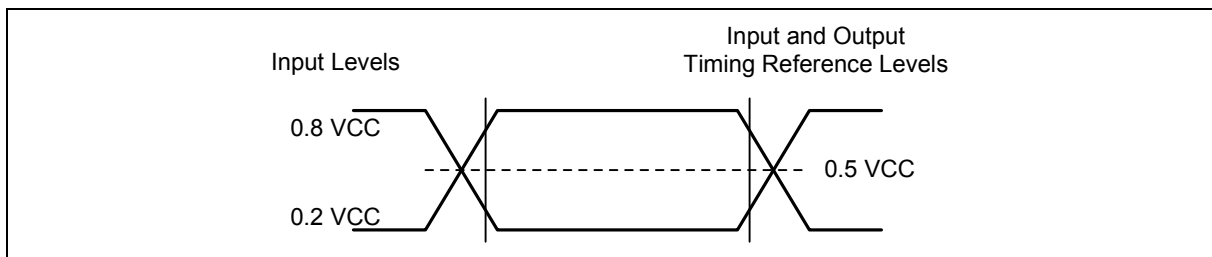 Input Levels
Input and Output
Timing Reference Levels
0.8 VCC
0.5 VCC
0.2 VCC